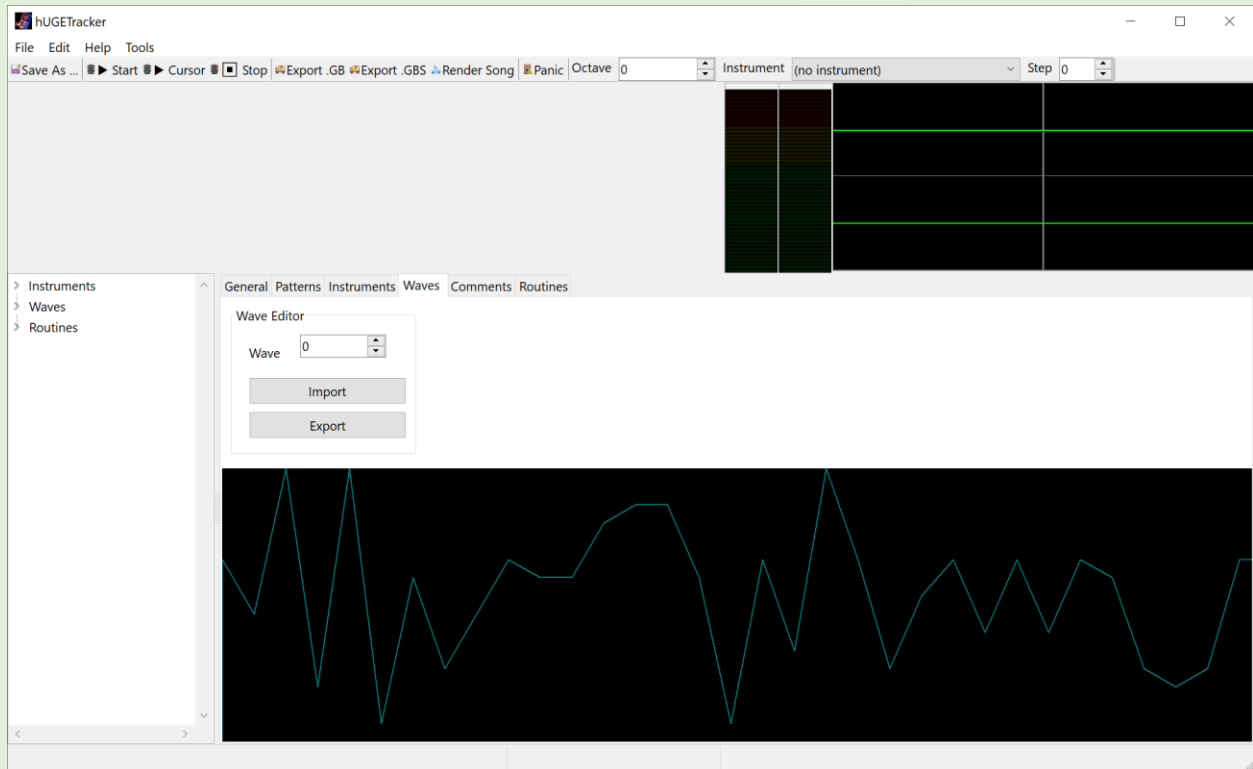 hUGETracker
File Edit Help Tools
Save As ... Start Cursor Stop Export .GB Export .GBS Render Song Panic Octave 0 Instrument (no instrument) Step 0
Instruments
Waves
Routines
General Patterns Instruments Waves Comments Routines
Wave Editor
Wave 0
Import
Export